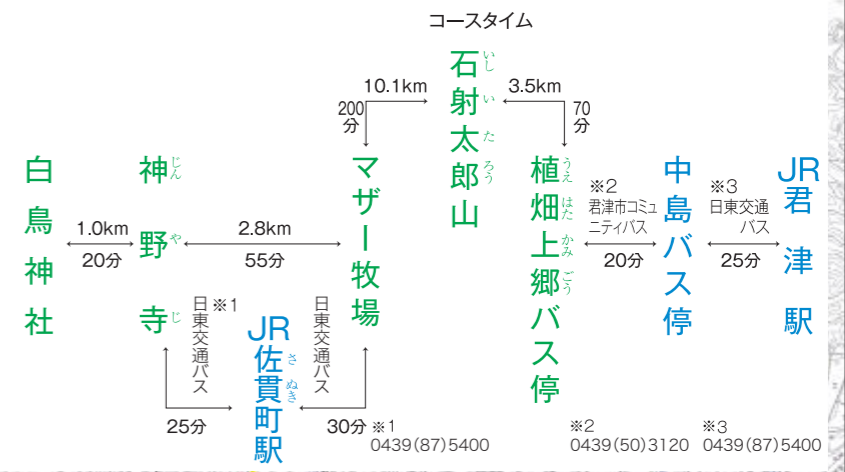 コースタイム
白鳥神社
1.0km
20分
神野寺
じん
や
じ
2.8km
55分
マザー牧場
200分
10.1km
石射太郎山
いし
い
た
ろう
3.5km
70分
植畑上郷バス停
うえ
はた
かみ
ごう
※2
君津市コミュ
ニティバス
20分
中島バス停
※3
日東交通
バス
25分
JR君津駅
日東交通バス
※1
25分
JR
佐貫町駅
さ
ぬき
日東交通バス
30分
※1
0439(87)5400
※2
0439(50)3120
※3
0439(87)5400